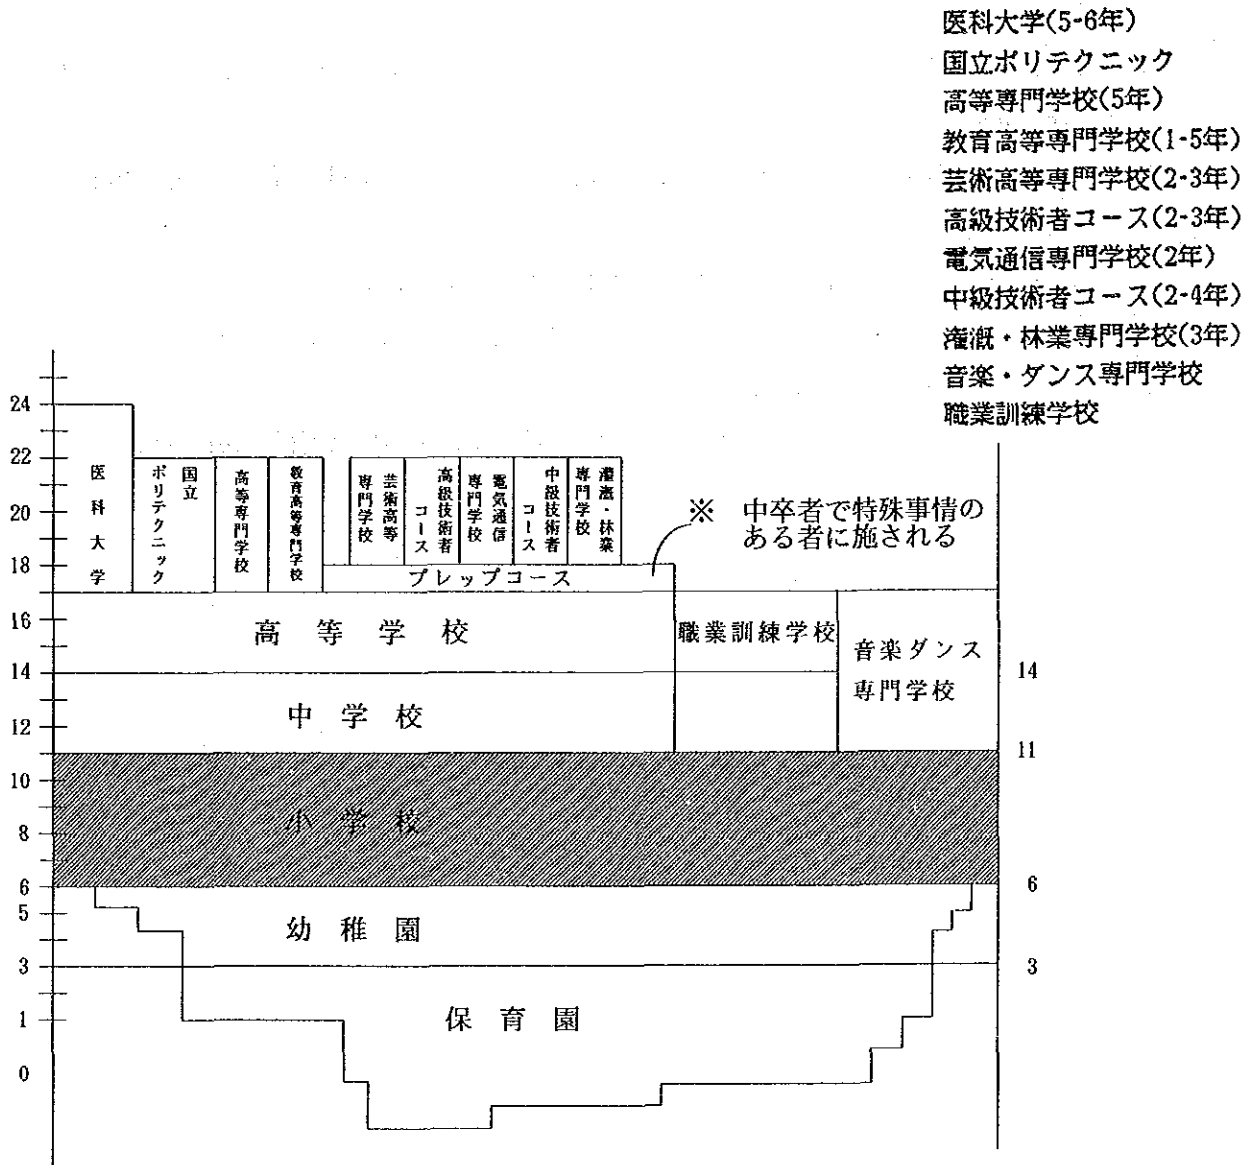 医科大学(5-6年)
国立ポリテクニック
高等専門学校(5年)
教育高等専門学校(1-5年)
芸術高等専門学校(2-3年)
高級技術者コース(2-3年)
電気通信専門学校(2年)
中級技術者コース(2-4年)
灌漑・林業専門学校(3年)
音楽・ダンス専門学校
職業訓練学校
24
22
20
18
16
14
12
10
8
6
5
3
1
0
医科大学
国立
ポリテクニック
高等専門学校
教育高等専門学校
芸術高等
専門学校
高級技術者
コース
電気通信
専門学校
中級技術者
コース
灌漑・林業
専門学校
※ 中卒者で特殊事情の
ある者に施される
プレップコース
高等学校
職業訓練学校
音楽ダンス
専門学校
中学校
小学校
幼稚園
保育園
14
11
6
3